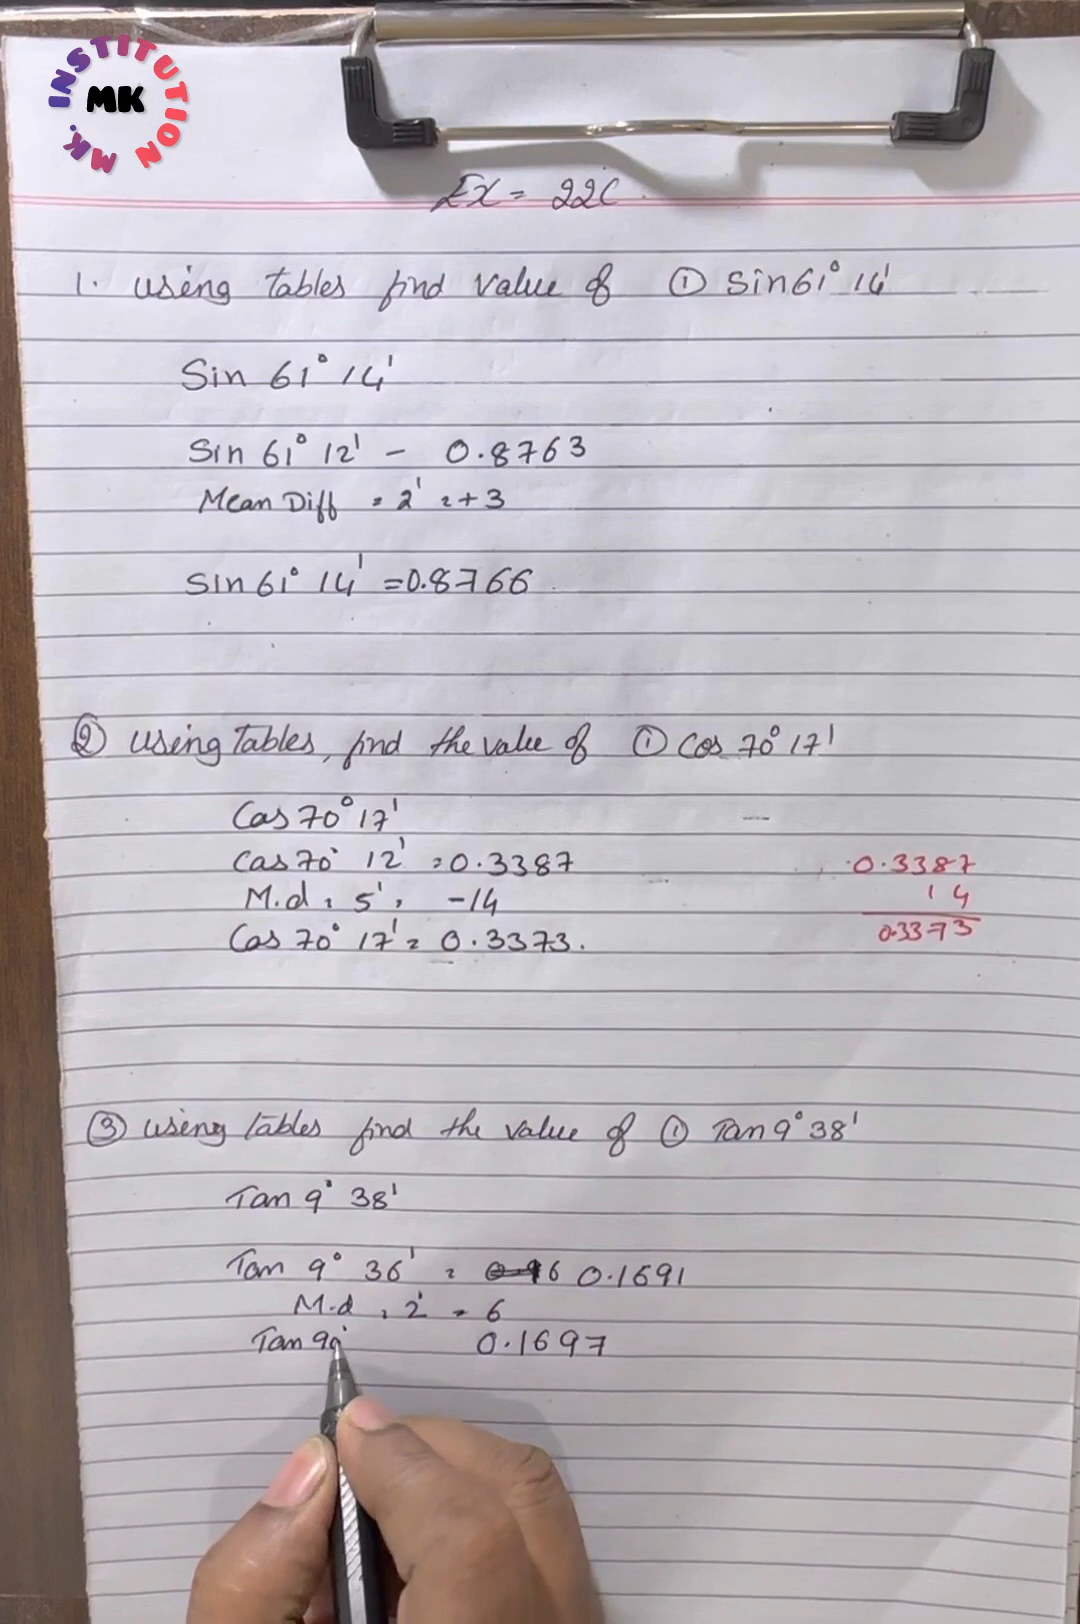 MK. INSTITUTION
MK
Ex = 22C
1. Using tables find value of ① Sin61° 14'
Sin 61° 14'
Sin 61° 12' - 0.8763
Mean Diff = 2' = +3
Sin 61° 14' = 0.8766
② Using Tables, find the value of ① Cos 70° 17'
Cos 70° 17'
Cos 70° 12' = 0.3387
M.d = 5' = -14
Cos 70° 17' = 0.3373.
0.3387
14
0.3373
③ Using tables find the value of ① Tan 9° 38'
Tan 9° 38'
Tan 9° 36' = 0.1691
M.d = 2' = 6
Tan 9° 0.1697